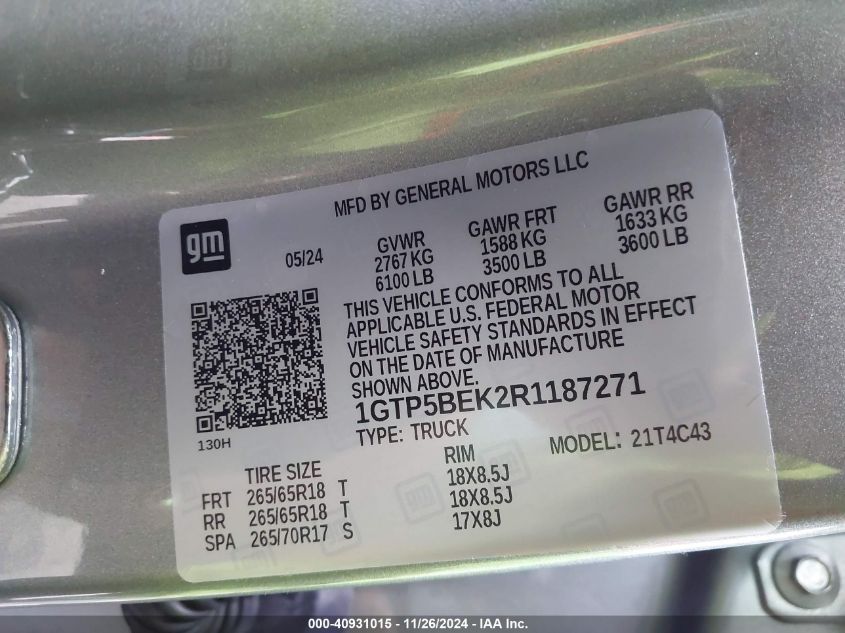 MFD BY GENERAL MOTORS LLC
gm
05/24
GVWR
2767 KG
6100 LB
GAWR FRT
1588 KG
3500 LB
GAWR RR
1633 KG
3600 LB
THIS VEHICLE CONFORMS TO ALL
APPLICABLE U.S. FEDERAL MOTOR
VEHICLE SAFETY STANDARDS IN EFFECT
ON THE DATE OF MANUFACTURE
SHOWN ABOVE.
1GTP5BEK2R1187271
130H
TYPE: TRUCK
MODEL: 21T4C43
TIRE SIZE RIM
FRT 265/65R18 T 18X8.5J
RR 265/65R18 T 18X8.5J
SPA 265/70R17 S 17X8J
000-40931015 - 11/26/2024 - IAA Inc.